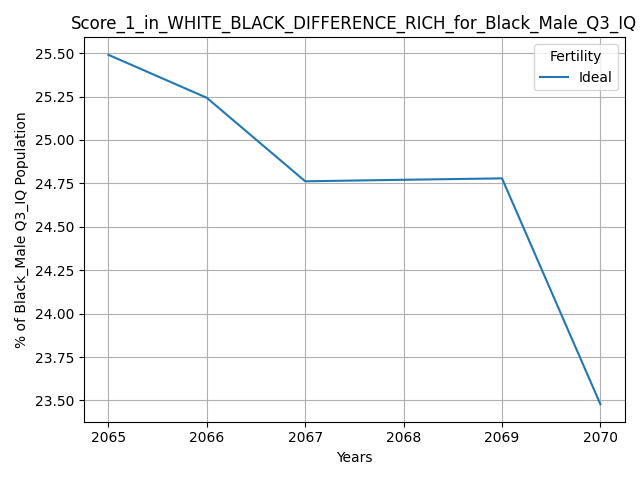 Score_1_in_WHITE_BLACK_DIFFERENCE_RICH_for_Black_Male_Q3_IQ
25.50
25.25
25.00
24.75
24.50
24.25
24.00
23.75
23.50
% of Black_Male Q3_IQ Population
Fertility
Ideal
2065 2066 2067 2068 2069 2070
Years